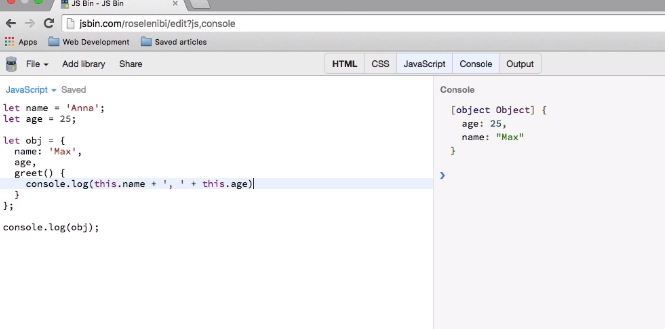 JS Bin - JS Bin
jsbin.com/roselenibi/edit?js,console
Apps Web Development Saved articles
File Add library Share HTML CSS JavaScript Console Output
JavaScript Saved
let name = 'Anna';
let age = 25;
let obj = {
name: 'Max',
age,
greet() {
console.log(this.name + ', ' + this.age)
}
};
console.log(obj);
Console
[object Object] {
age: 25,
name: "Max"
}